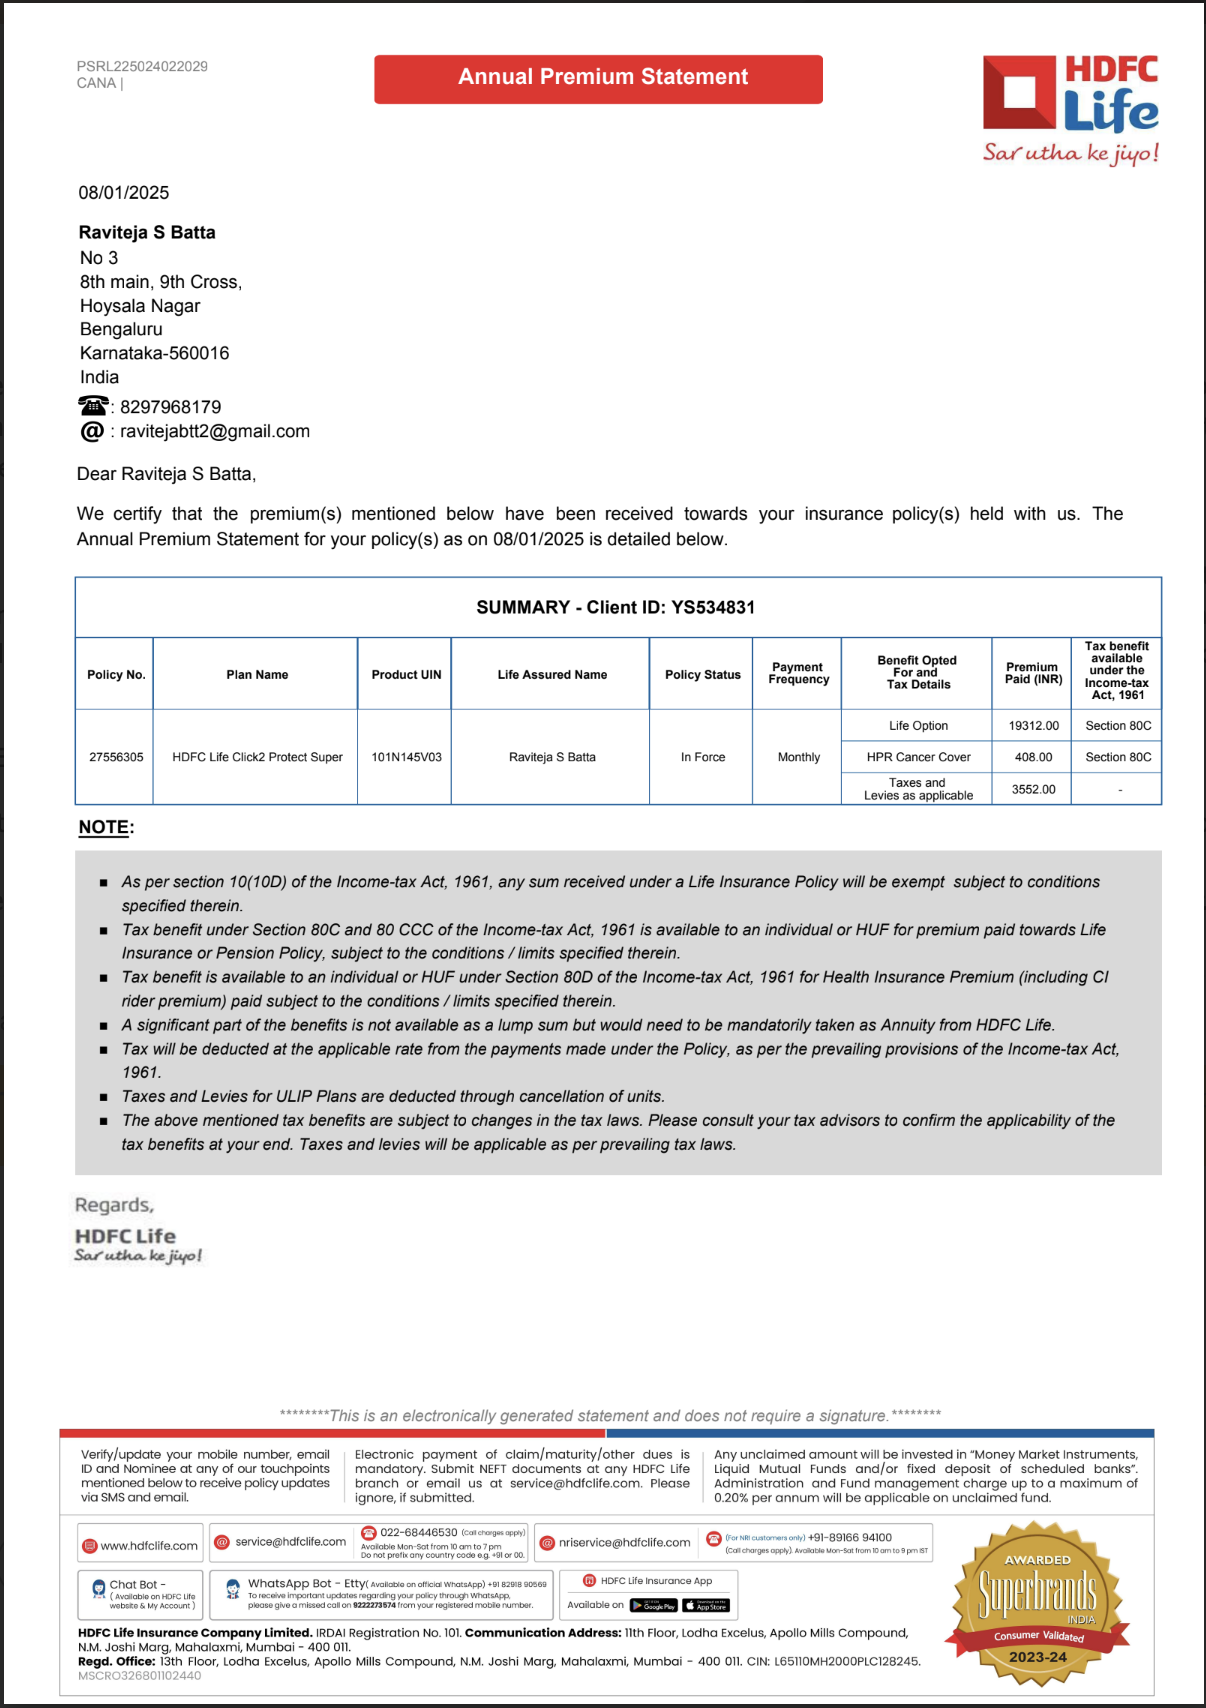 PSRL225024022029
CANA |
Annual Premium Statement
HDFC
Life
Sar utha ke jiyo!
08/01/2025
Raviteja S Batta
No 3
8th main, 9th Cross,
Hoysala Nagar
Bengaluru
Karnataka-560016
India
: 8297968179
@ : ravitejabtt2@gmail.com
Dear Raviteja S Batta,
We certify that the premium(s) mentioned below have been received towards your insurance policy(s) held with us. The
Annual Premium Statement for your policy(s) as on 08/01/2025 is detailed below.
SUMMARY - Client ID: YS534831
Policy No. Plan Name Product UIN Life Assured Name Policy Status Payment Frequency Benefit Opted For and Tax Details Premium Paid (INR) Tax benefit available under the Income-tax Act, 1961
27556305 HDFC Life Click2 Protect Super 101N145V03 Raviteja S Batta In Force Monthly Life Option 19312.00 Section 80C
HPR Cancer Cover 408.00 Section 80C
Taxes and Levies as applicable 3552.00 -
NOTE:
■ As per section 10(10D) of the Income-tax Act, 1961, any sum received under a Life Insurance Policy will be exempt subject to conditions
specified therein.
■ Tax benefit under Section 80C and 80 CCC of the Income-tax Act, 1961 is available to an individual or HUF for premium paid towards Life
Insurance or Pension Policy, subject to the conditions / limits specified therein.
■ Tax benefit is available to an individual or HUF under Section 80D of the Income-tax Act, 1961 for Health Insurance Premium (including CI
rider premium) paid subject to the conditions / limits specified therein.
■ A significant part of the benefits is not available as a lump sum but would need to be mandatorily taken as Annuity from HDFC Life.
■ Tax will be deducted at the applicable rate from the payments made under the Policy, as per the prevailing provisions of the Income-tax Act,
1961.
■ Taxes and Levies for ULIP Plans are deducted through cancellation of units.
■ The above mentioned tax benefits are subject to changes in the tax laws. Please consult your tax advisors to confirm the applicability of the
tax benefits at your end. Taxes and levies will be applicable as per prevailing tax laws.
Regards,
HDFC Life
Sar utha ke jiyo!
********This is an electronically generated statement and does not require a signature.********
Verify/update your mobile number, email
ID and Nominee at any of our touchpoints
mentioned below to receive policy updates
via SMS and email.
Electronic payment of claim/maturity/other dues is
mandatory. Submit NEFT documents at any HDFC Life
branch or email us at service@hdfclife.com. Please
ignore, if submitted.
Any unclaimed amount will be invested in “Money Market Instruments,
Liquid Mutual Funds and/or fixed deposit of scheduled banks”.
Administration and Fund management charge up to a maximum of
0.20% per annum will be applicable on unclaimed fund.
www.hdfclife.com
@ service@hdfclife.com
022-68446530 (Call charges apply)
Available Mon-Sat from 10 am to 7 pm
Do not prefix any country code e.g. +91 or 00.
@ nriservice@hdfclife.com
(For NRI customers only) +91-89166 94100
(Call charges apply). Available Mon-Sat from 10 am to 9 pm IST
Chat Bot -
( Available on HDFC Life
website & My Account )
WhatsApp Bot - Etty( Available on official WhatsApp) +91 82918 90569
To receive important updates regarding your policy through WhatsApp,
please give a missed call on 9222273574 from your registered mobile number.
HDFC Life Insurance App
Available on Google Play App Store
AWARDED
Superbrands
INDIA
Consumer Validated
2023-24
HDFC Life Insurance Company Limited. IRDAI Registration No. 101. Communication Address: 11th Floor, Lodha Excelus, Apollo Mills Compound,
N.M. Joshi Marg, Mahalaxmi, Mumbai - 400 011.
Regd. Office: 13th Floor, Lodha Excelus, Apollo Mills Compound, N.M. Joshi Marg, Mahalaxmi, Mumbai - 400 011. CIN: L65110MH2000PLC128245.
MSCRO326801102440